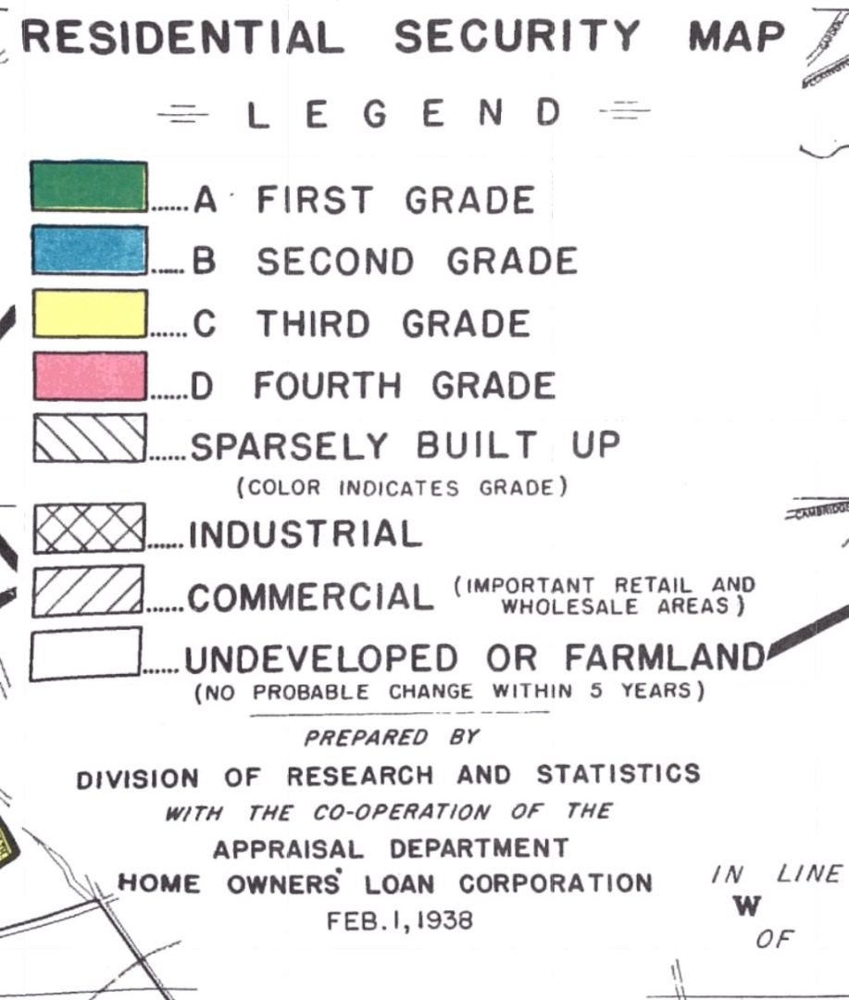 RESIDENTIAL SECURITY MAP
LEGEND
A FIRST GRADE
B SECOND GRADE
C THIRD GRADE
D FOURTH GRADE
SPARSELY BUILT UP
(COLOR INDICATES GRADE)
INDUSTRIAL
COMMERCIAL (IMPORTANT RETAIL AND
WHOLESALE AREAS)
UNDEVELOPED OR FARMLAND
(NO PROBABLE CHANGE WITHIN 5 YEARS)
PREPARED BY
DIVISION OF RESEARCH AND STATISTICS
WITH THE CO-OPERATION OF THE
APPRAISAL DEPARTMENT
HOME OWNERS' LOAN CORPORATION
FEB. 1, 1938
IN LINE
W
OF